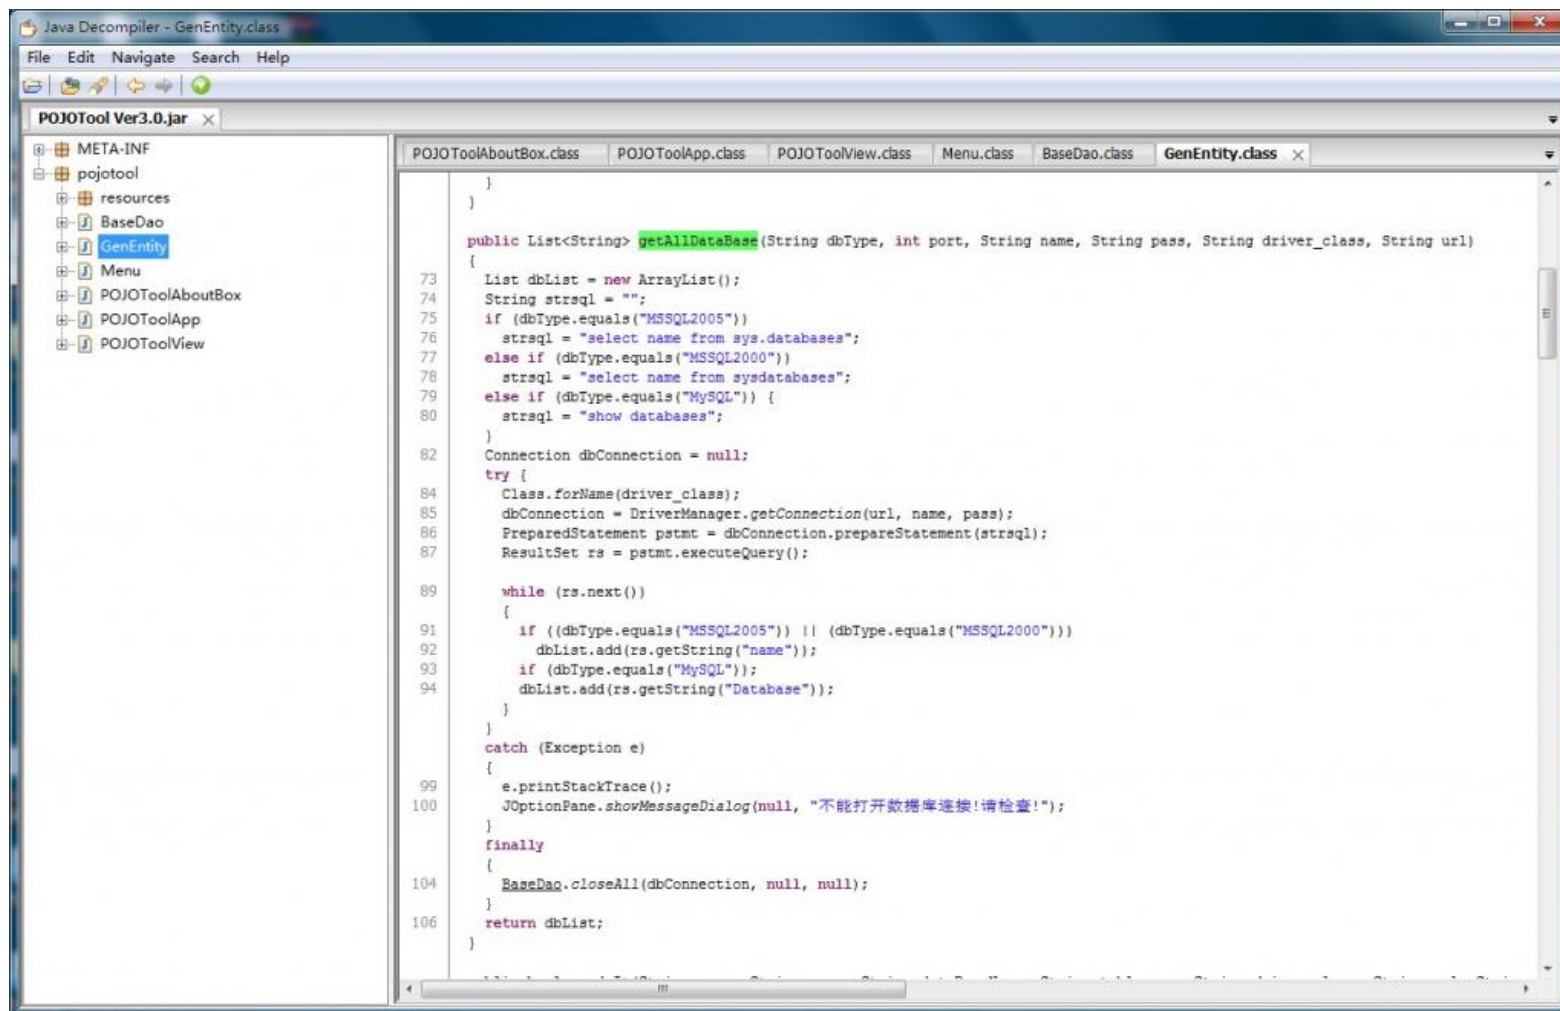 Java Decompiler - GenEntity.class
File Edit Navigate Search Help
POJOTool Ver3.0.jar
META-INF
pojotool
resources
BaseDao
GenEntity
Menu
POJOToolAboutBox
POJOToolApp
POJOToolView
POJOToolAboutBox.class POJOToolApp.class POJOToolView.class Menu.class BaseDao.class GenEntity.class
}
}
public List<String> getAllDataBase(String dbType, int port, String name, String pass, String driver_class, String url)
{
73 List dbList = new ArrayList();
74 String strsql = "";
75 if (dbType.equals("MSSQL2005"))
76 strsql = "select name from sys.databases";
77 else if (dbType.equals("MSSQL2000"))
78 strsql = "select name from sysdatabases";
79 else if (dbType.equals("MySQL")) {
80 strsql = "show databases";
}
82 Connection dbConnection = null;
try {
84 Class.forName(driver_class);
85 dbConnection = DriverManager.getConnection(url, name, pass);
86 PreparedStatement pstmt = dbConnection.prepareStatement(strsql);
87 ResultSet rs = pstmt.executeQuery();
89 while (rs.next())
{
91 if ((dbType.equals("MSSQL2005")) || (dbType.equals("MSSQL2000")))
92 dbList.add(rs.getString("name"));
93 if (dbType.equals("MySQL"));
94 dbList.add(rs.getString("Database"));
}
}
catch (Exception e)
{
99 e.printStackTrace();
100 JOptionPane.showMessageDialog(null, "不能打开数据库连接!请检查!");
}
finally
{
104 BaseDao.closeAll(dbConnection, null, null);
}
106 return dbList;
}